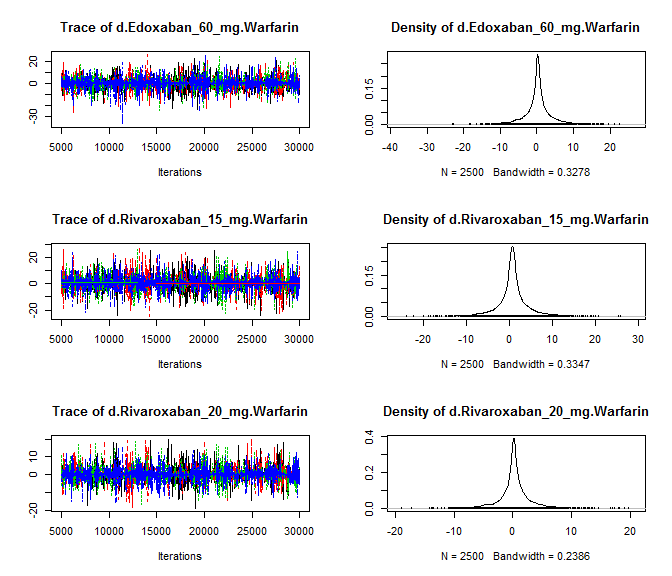 Trace of d.Edoxaban_60_mg.Warfarin
20
0
-30
5000 10000 15000 20000 25000 30000
Iterations
Density of d.Edoxaban_60_mg.Warfarin
0.15
0.00
-40 -30 -20 -10 0 10 20
N = 2500 Bandwidth = 0.3278
Trace of d.Rivaroxaban_15_mg.Warfarin
20
0
-20
5000 10000 15000 20000 25000 30000
Iterations
Density of d.Rivaroxaban_15_mg.Warfarin
0.15
0.00
-20 -10 0 10 20 30
N = 2500 Bandwidth = 0.3347
Trace of d.Rivaroxaban_20_mg.Warfarin
10
0
-20
5000 10000 15000 20000 25000 30000
Iterations
Density of d.Rivaroxaban_20_mg.Warfarin
0.4
0.2
0.0
-20 -10 0 10 20
N = 2500 Bandwidth = 0.2386